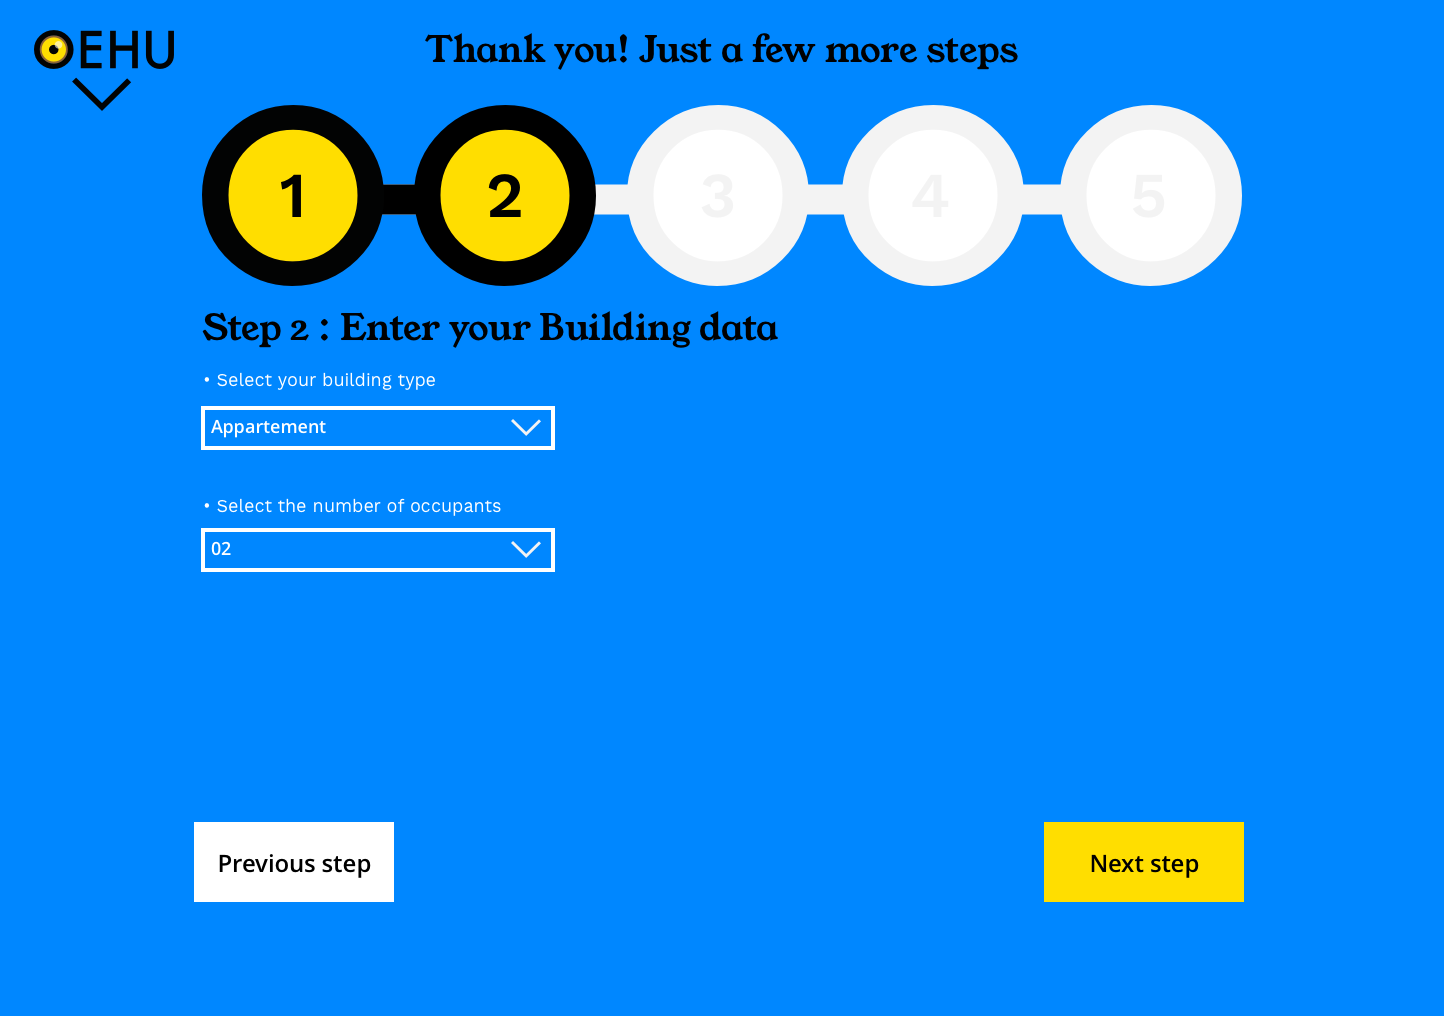 OEHU
Thank you! Just a few more steps
1 2 3 4 5
Step 2 : Enter your Building data
• Select your building type
Appartement
• Select the number of occupants
02
Previous step
Next step